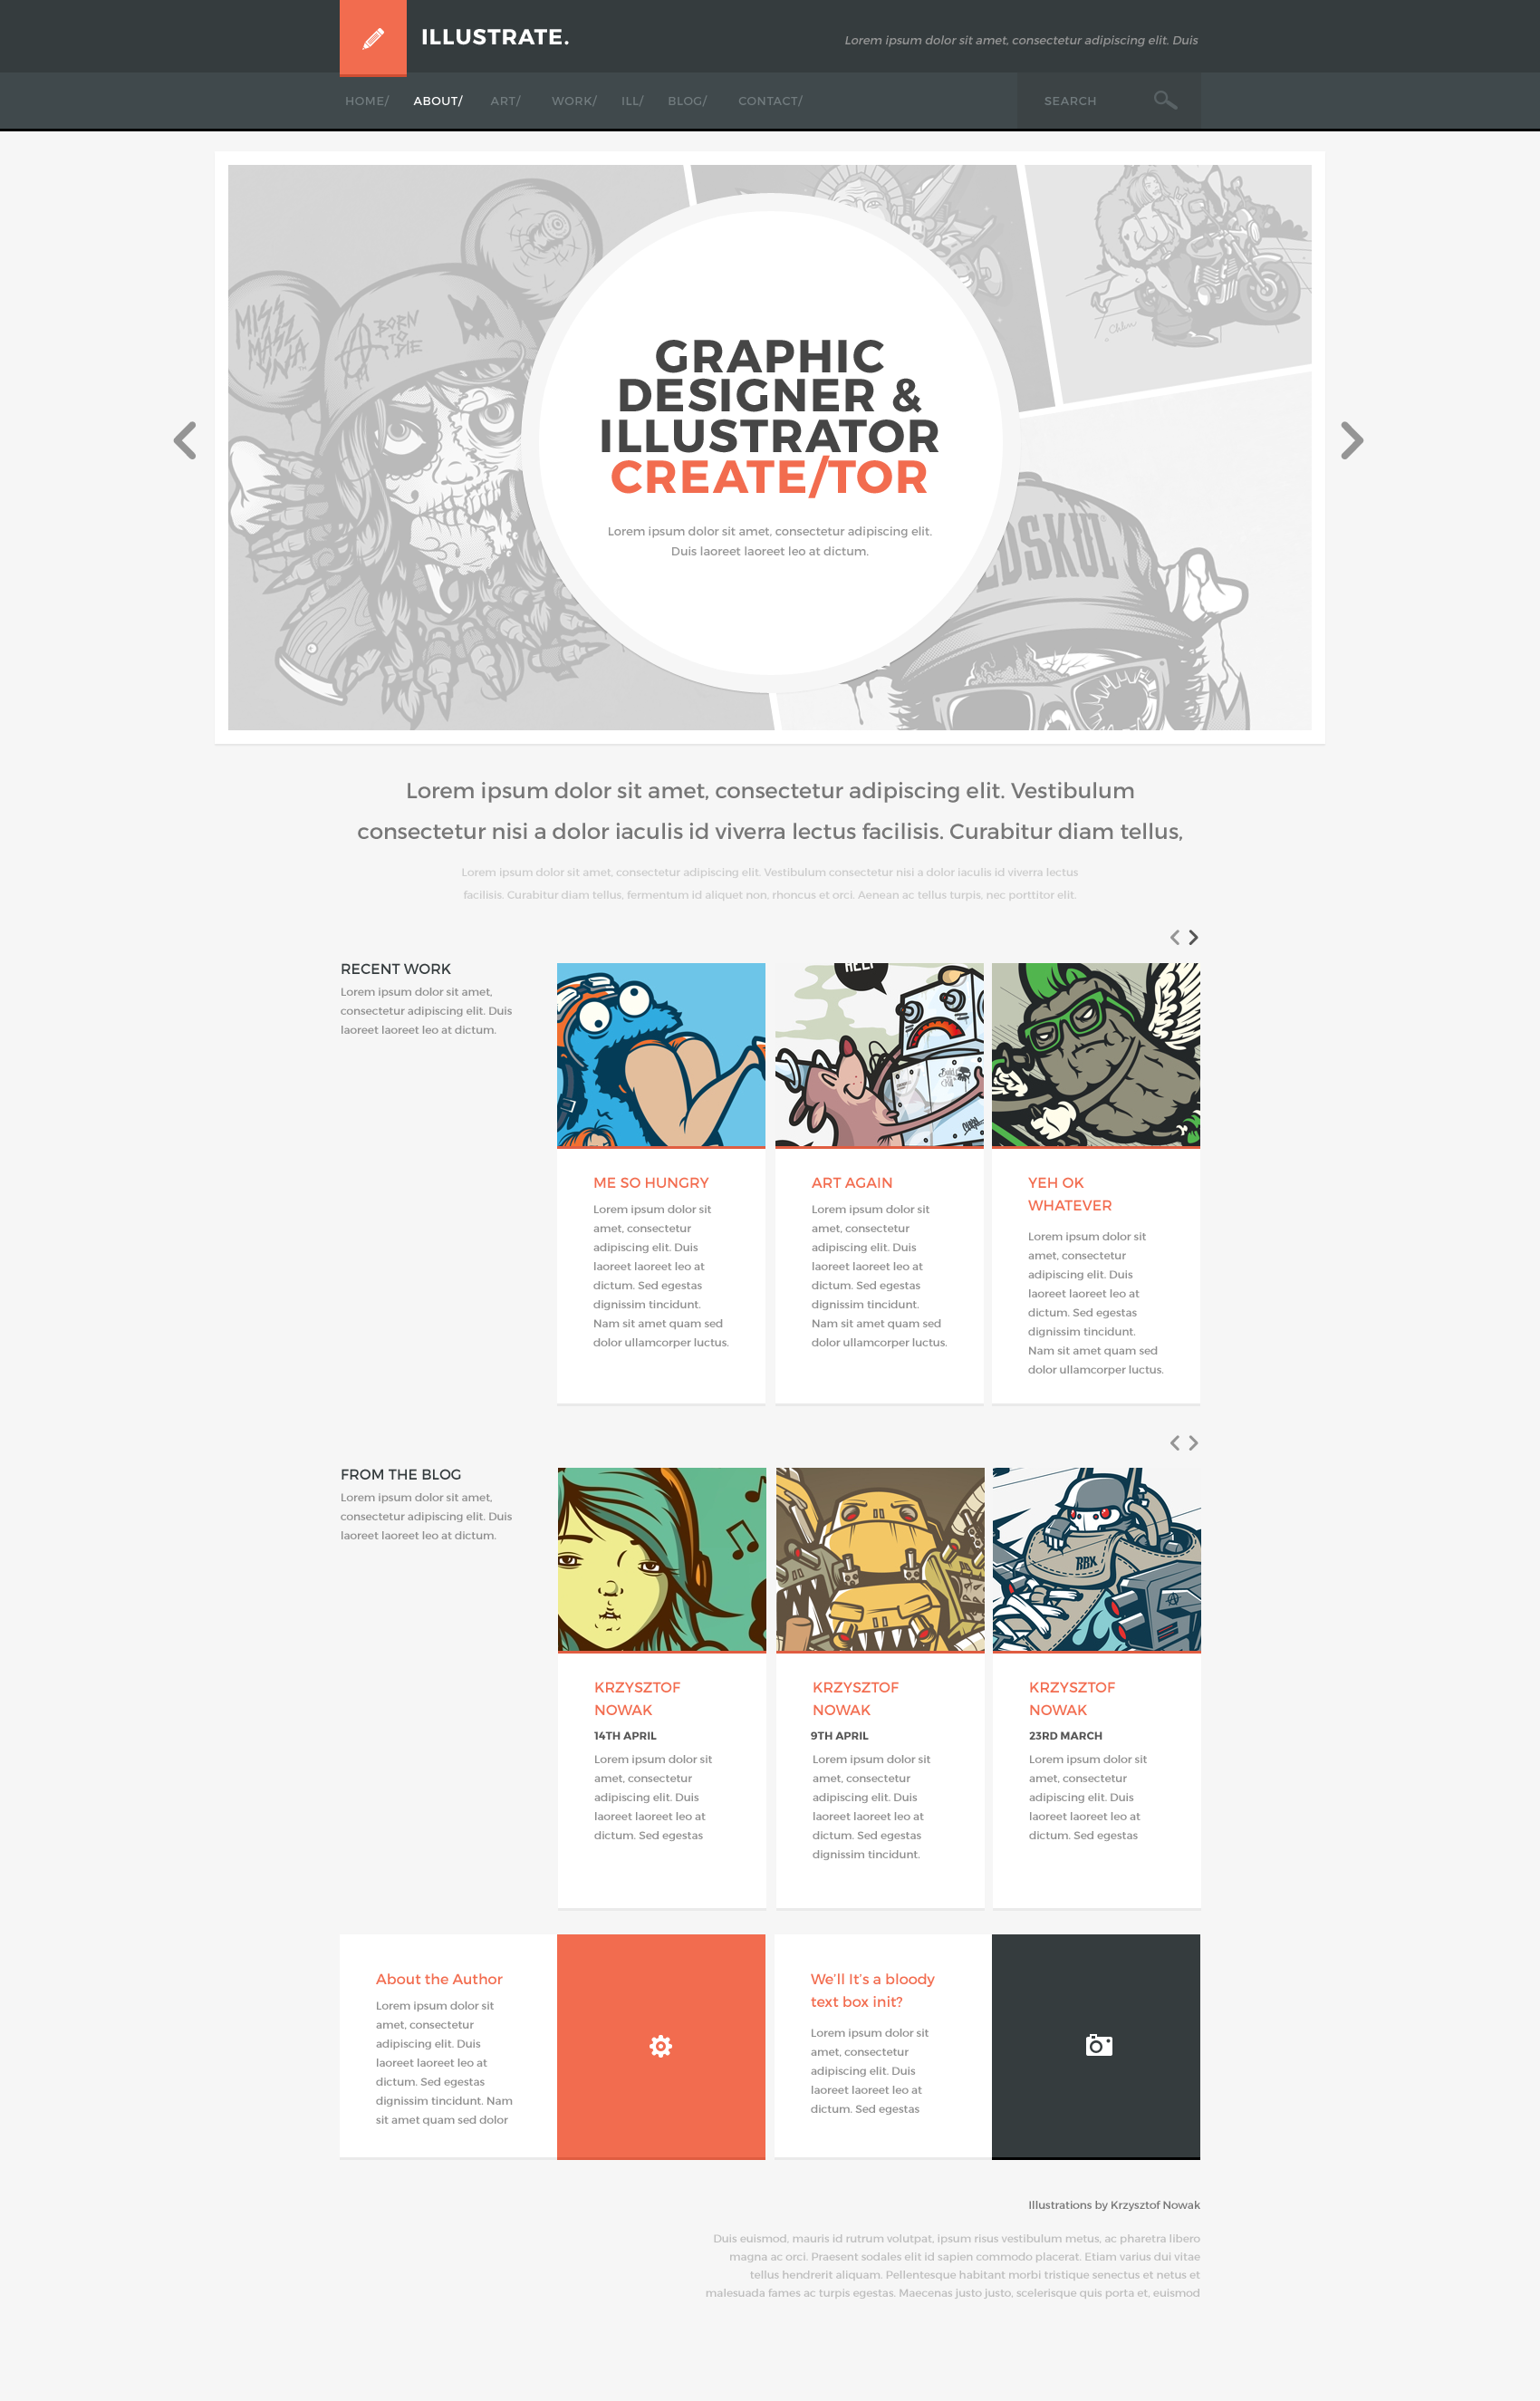 ILLUSTRATE.
Lorem ipsum dolor sit amet, consectetur adipiscing elit. Duis
HOME/ ABOUT/ ART/ WORK/ ILL/ BLOG/ CONTACT/ SEARCH
BORN
TO
DIE
GRAPHIC
DESIGNER &
ILLUSTRATOR
CREATE/TOR
Lorem ipsum dolor sit amet, consectetur adipiscing elit.
Duis laoreet laoreet leo at dictum.
Lorem ipsum dolor sit amet, consectetur adipiscing elit. Vestibulum
consectetur nisi a dolor iaculis id viverra lectus facilisis. Curabitur diam tellus,
Lorem ipsum dolor sit amet, consectetur adipiscing elit. Vestibulum consectetur nisi a dolor iaculis id viverra lectus
facilisis. Curabitur diam tellus, fermentum id aliquet non, rhoncus et orci. Aenean ac tellus turpis, nec porttitor elit.
RECENT WORK
Lorem ipsum dolor sit amet,
consectetur adipiscing elit. Duis
laoreet laoreet leo at dictum.
HELP
ME SO HUNGRY
Lorem ipsum dolor sit
amet, consectetur
adipiscing elit. Duis
laoreet laoreet leo at
dictum. Sed egestas
dignissim tincidunt.
Nam sit amet quam sed
dolor ullamcorper luctus.
ART AGAIN
Lorem ipsum dolor sit
amet, consectetur
adipiscing elit. Duis
laoreet laoreet leo at
dictum. Sed egestas
dignissim tincidunt.
Nam sit amet quam sed
dolor ullamcorper luctus.
YEH OK
WHATEVER
Lorem ipsum dolor sit
amet, consectetur
adipiscing elit. Duis
laoreet laoreet leo at
dictum. Sed egestas
dignissim tincidunt.
Nam sit amet quam sed
dolor ullamcorper luctus.
FROM THE BLOG
Lorem ipsum dolor sit amet,
consectetur adipiscing elit. Duis
laoreet laoreet leo at dictum.
RBX
KRZYSZTOF
NOWAK
14TH APRIL
Lorem ipsum dolor sit
amet, consectetur
adipiscing elit. Duis
laoreet laoreet leo at
dictum. Sed egestas
KRZYSZTOF
NOWAK
9TH APRIL
Lorem ipsum dolor sit
amet, consectetur
adipiscing elit. Duis
laoreet laoreet leo at
dictum. Sed egestas
dignissim tincidunt.
KRZYSZTOF
NOWAK
23RD MARCH
Lorem ipsum dolor sit
amet, consectetur
adipiscing elit. Duis
laoreet laoreet leo at
dictum. Sed egestas
About the Author
Lorem ipsum dolor sit
amet, consectetur
adipiscing elit. Duis
laoreet laoreet leo at
dictum. Sed egestas
dignissim tincidunt. Nam
sit amet quam sed dolor
We'll It's a bloody
text box init?
Lorem ipsum dolor sit
amet, consectetur
adipiscing elit. Duis
laoreet laoreet leo at
dictum. Sed egestas
Illustrations by Krzysztof Nowak
Duis euismod, mauris id rutrum volutpat, ipsum risus vestibulum metus, ac pharetra libero
magna ac orci. Praesent sodales elit id sapien commodo placerat. Etiam varius dui vitae
tellus hendrerit aliquam. Pellentesque habitant morbi tristique senectus et netus et
malesuada fames ac turpis egestas. Maecenas justo justo, scelerisque quis porta et, euismod